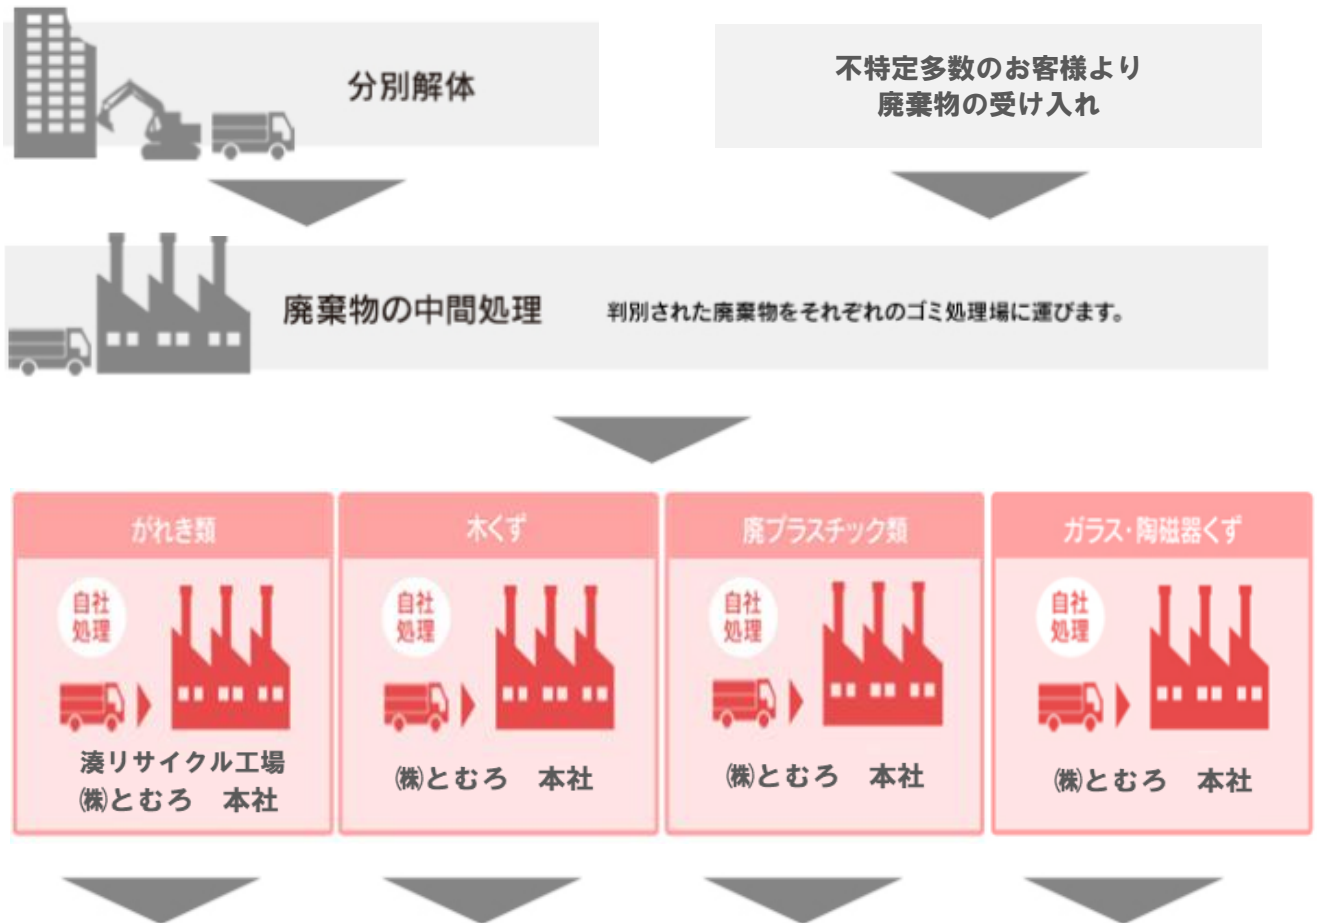 分別解体
不特定多数のお客様より
廃棄物の受け入れ
廃棄物の中間処理
判別された廃棄物をそれぞれのゴミ処理場に運びます。
がれき類
自社
処理
湊リサイクル工場
㈱とむろ　本社
木くず
自社
処理
㈱とむろ　本社
廃プラスチック類
自社
処理
㈱とむろ　本社
ガラス・陶磁器くず
自社
処理
㈱とむろ　本社